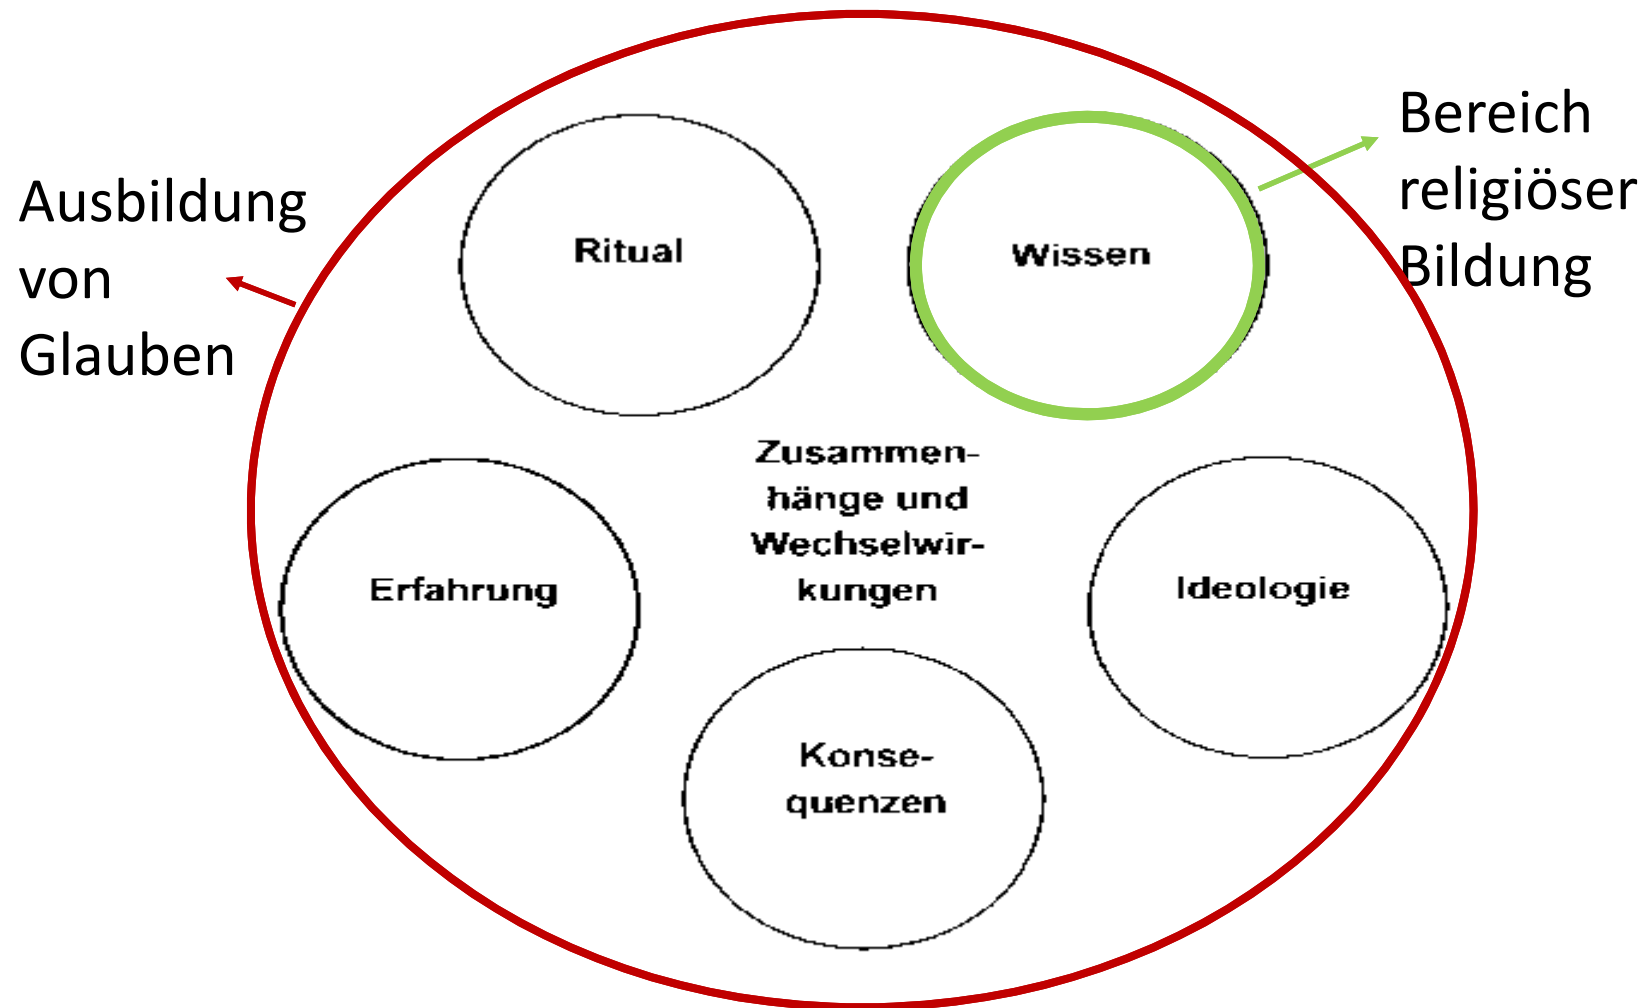 Ausbildung
von
Glauben
Bereich
religiöser
Bildung
Ritual
Wissen
Zusammen-
hänge und
Wechselwir-
kungen
Erfahrung
Ideologie
Konse-
quenzen